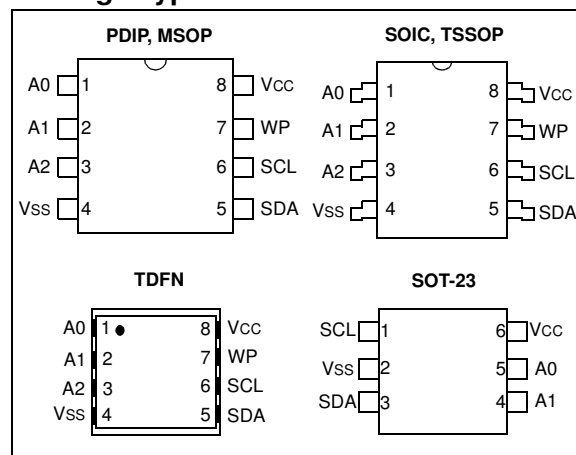 PDIP, MSOP
A0 1 8 VCC
A1 2 7 WP
A2 3 6 SCL
VSS 4 5 SDA
SOIC, TSSOP
A0 1 8 VCC
A1 2 7 WP
A2 3 6 SCL
VSS 4 5 SDA
TDFN
A0 1 8 VCC
A1 2 7 WP
A2 3 6 SCL
VSS 4 5 SDA
SOT-23
SCL 1 6 VCC
VSS 2 5 A0
SDA 3 4 A1